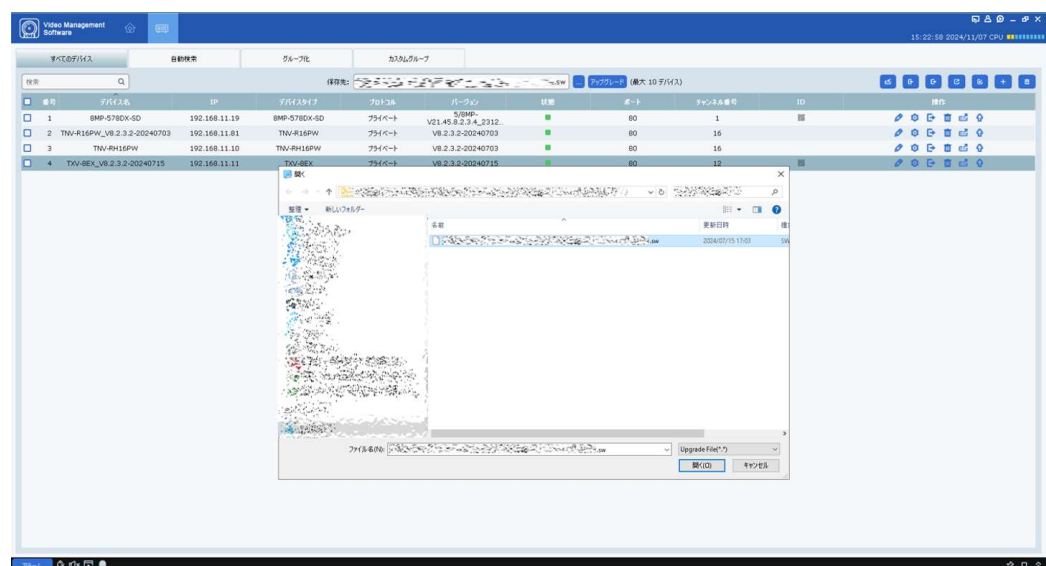 Video Management
Software
15:22:58 2024/11/07 CPU
すべてのデバイス 自動検索 グループ化 カスタムグループ
検索 保存先: .sw ... アップグレード (最大 10 デバイス)
番号 デバイス名 IP デバイスタイプ プロトコル バージョン 状態 ポート チャンネル番号 ID 操作
1 8MP-578DX-SD 192.168.11.19 8MP-578DX-SD プライベート 5/8MP-V21.45.8.2.3.4_2312.. 80 1
2 TNV-R16PW_V8.2.3.2-20240703 192.168.11.81 TNV-R16PW プライベート V8.2.3.2-20240703 80 16
3 TNV-RH16PW 192.168.11.10 TNV-RH16PW プライベート V8.2.3.2-20240703 80 16
4 TXV-8EX_V8.2.3.2-20240715 192.168.11.11 TXV-8EX プライベート V8.2.3.2-20240715 80 12
開く
整理 新しいフォルダー
名前 更新日時
.sw 2024/07/15 17:03 SW
ファイル名(N): .sw Upgrade File(*.*)
開く(O) キャンセル